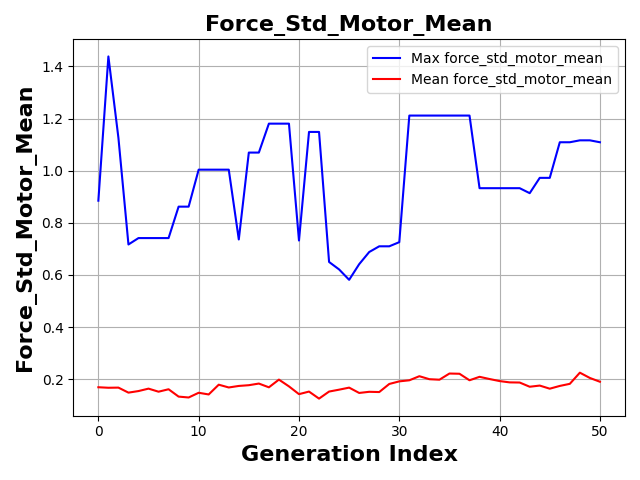 Force_Std_Motor_Mean
Max force_std_motor_mean
Mean force_std_motor_mean
Force_Std_Motor_Mean
1.4
1.2
1.0
0.8
0.6
0.4
0.2
0 10 20 30 40 50
Generation Index